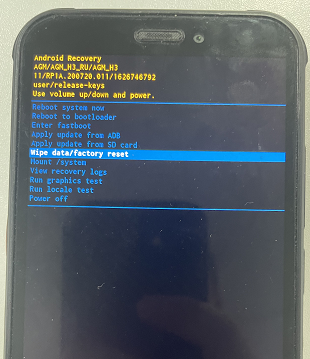 Android Recovery
AGM/AGM_H3_RU/AGM_H3
11/RP1A.200720.011/1626746792
user/release-keys
Use volume up/down and power.
Reboot system now
Reboot to bootloader
Enter fastboot
Apply update from ADB
Apply update from SD card
Wipe data/factory reset
Mount /system
View recovery logs
Run graphics test
Run locale test
Power off